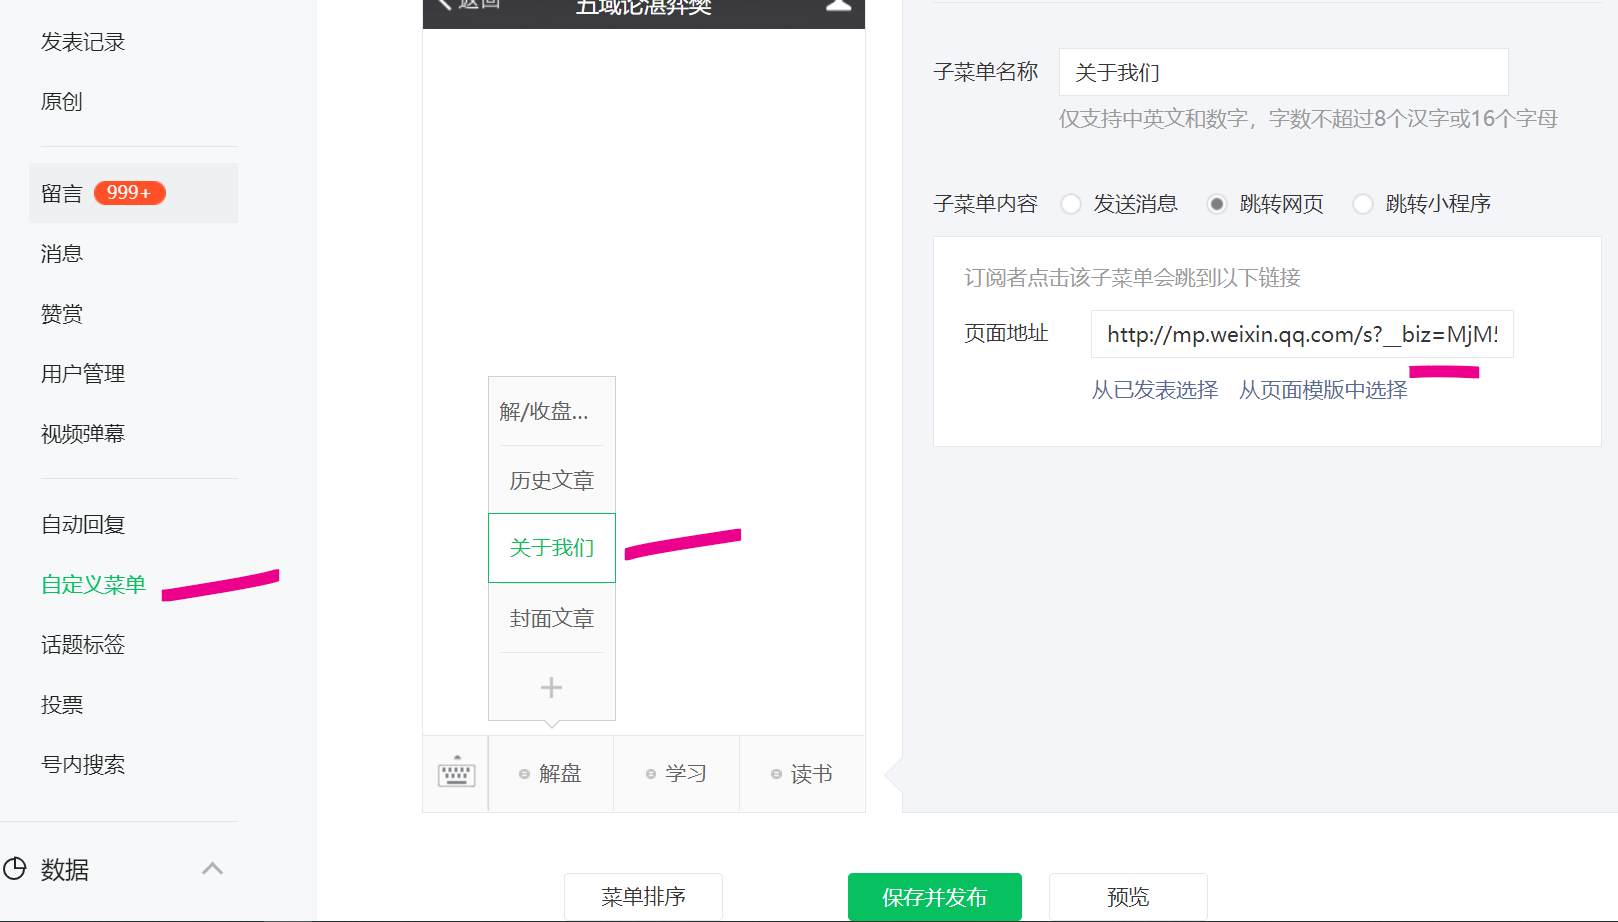 发表记录
原创
留言 999+
消息
赞赏
用户管理
视频弹幕
自动回复
自定义菜单
话题标签
投票
号内搜索
数据
返回 五域论湛弈樊
解/收盘...
历史文章
关于我们
封面文章
+
解盘 学习 读书
子菜单名称 关于我们
仅支持中英文和数字，字数不超过8个汉字或16个字母
子菜单内容 发送消息 跳转网页 跳转小程序
订阅者点击该子菜单会跳到以下链接
页面地址 http://mp.weixin.qq.com/s?__biz=MjM5
从已发表选择 从页面模版中选择
菜单排序 保存并发布 预览